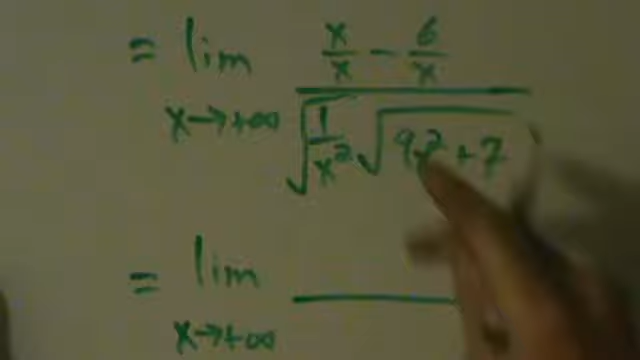 = lim x/x - 6/x
x→+∞ √(1/x²) √(9x²+7)
= lim
x→+∞